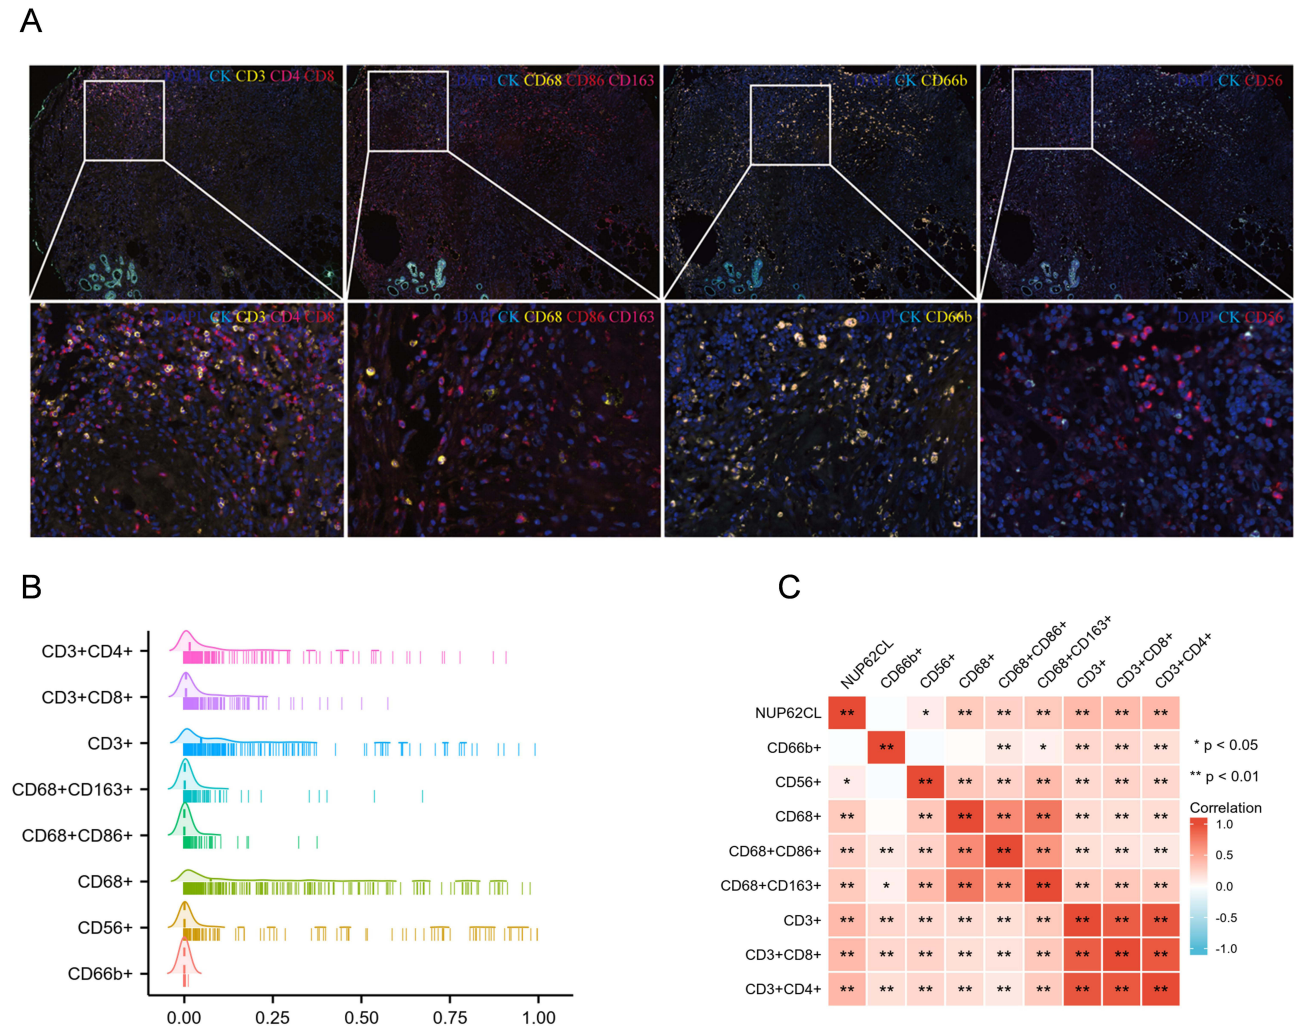 A
DAPI CK CD3 CD4 CD8
DAPI CK CD68 CD86 CD163
CK CD66b
CK CD56
DAPI CK CD3 CD4 CD8
DAPI CK CD68 CD86 CD163
DAPI CK CD66b
DAPI CK CD56
B
CD3+CD4+
CD3+CD8+
CD3+
CD68+CD163+
CD68+CD86+
CD68+
CD56+
CD66b+
0.00 0.25 0.50 0.75 1.00
C
NUP62CL CD66b+ CD56+ CD68+ CD68+CD86+ CD68+CD163+ CD3+ CD3+CD8+ CD3+CD4+
NUP62CL ** * ** ** ** ** ** **
CD66b+ ** ** * ** ** **
CD56+ * ** ** ** ** ** ** **
CD68+ ** ** ** ** ** ** ** **
CD68+CD86+ ** ** ** ** ** ** ** ** **
CD68+CD163+ ** * ** ** ** ** ** ** **
CD3+ ** ** ** ** ** ** ** ** **
CD3+CD8+ ** ** ** ** ** ** ** ** **
CD3+CD4+ ** ** ** ** ** ** ** ** **
* p < 0.05
** p < 0.01
Correlation
1.0
0.5
0.0
-0.5
-1.0